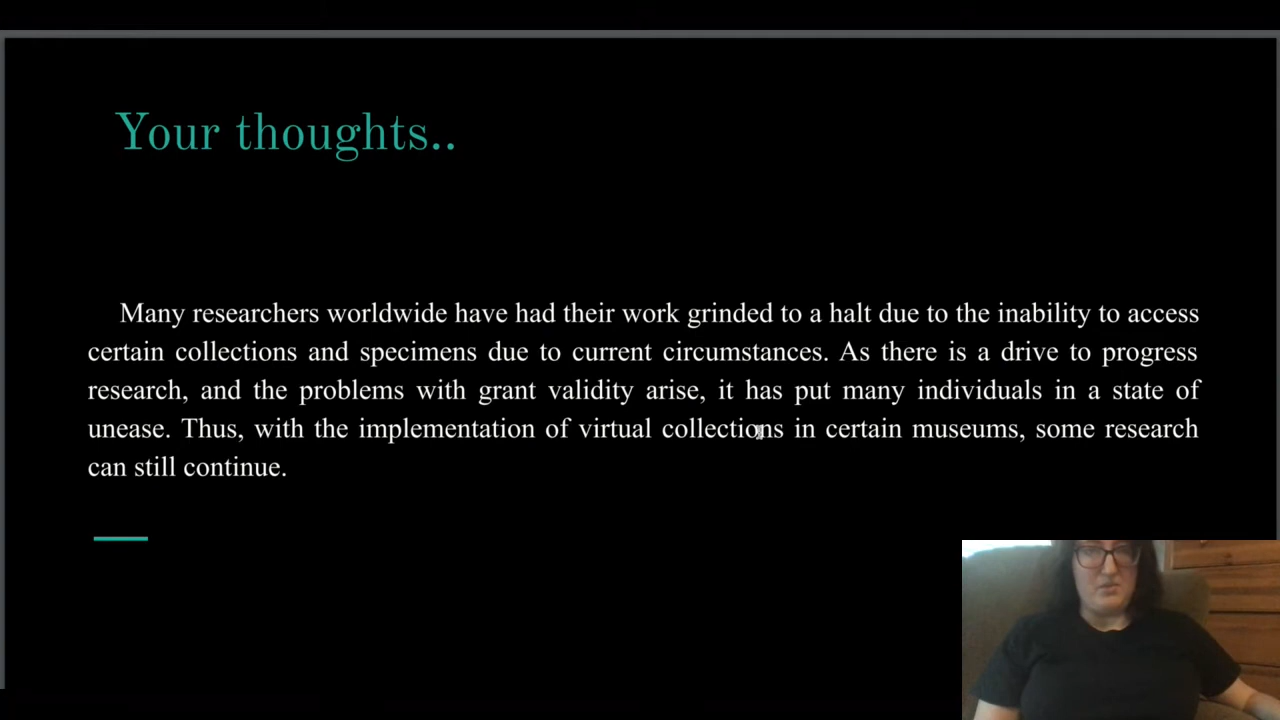 Your thoughts..
Many researchers worldwide have had their work grinded to a halt due to the inability to access
certain collections and specimens due to current circumstances. As there is a drive to progress
research, and the problems with grant validity arise, it has put many individuals in a state of
unease. Thus, with the implementation of virtual collections in certain museums, some research
can still continue.